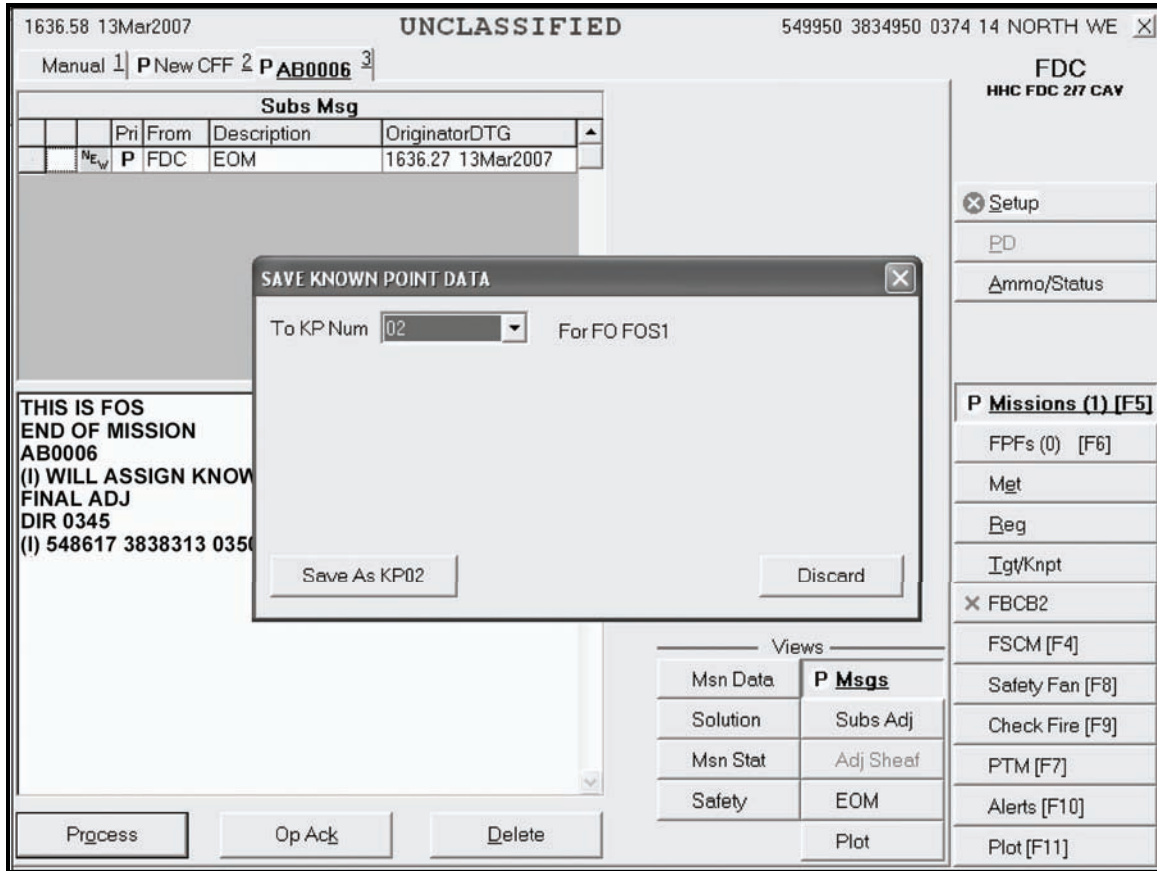 1636.58 13Mar2007 UNCLASSIFIED 549950 3834950 0374 14 NORTH WE X
Manual 1 P New CFF 2 P AB0006 3
FDC
HHC FDC 2/7 CAV
Subs Msg
Pri From Description OriginatorDTG
NEW P FDC EOM 1636.27 13Mar2007
Setup
PD
Ammo/Status
SAVE KNOWN POINT DATA
To KP Num 02 For FO FOS1
Save As KP02 Discard
THIS IS FOS
END OF MISSION
AB0006
(I) WILL ASSIGN KNOW
FINAL ADJ
DIR 0345
(I) 548617 3838313 0350
P Missions (1) [F5]
FPFs (0) [F6]
Met
Reg
Tgt/Knpt
FBCB2
FSCM [F4]
Safety Fan [F8]
Check Fire [F9]
PTM [F7]
Alerts [F10]
Plot [F11]
Views
Msn Data P Msgs
Solution Subs Adj
Msn Stat Adj Sheaf
Safety EOM
Plot
Process Op Ack Delete